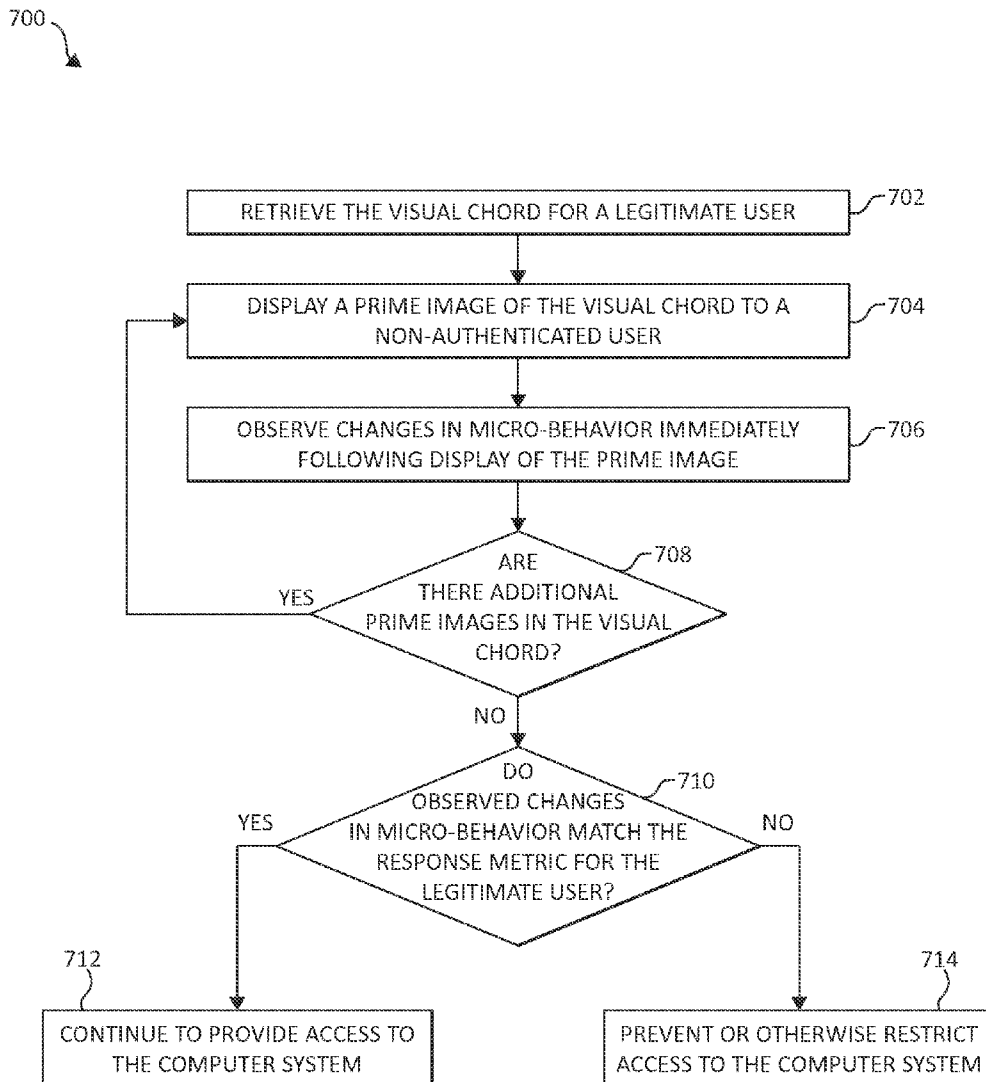 700
RETRIEVE THE VISUAL CHORD FOR A LEGITIMATE USER
702
DISPLAY A PRIME IMAGE OF THE VISUAL CHORD TO A
NON-AUTHENTICATED USER
704
OBSERVE CHANGES IN MICRO-BEHAVIOR IMMEDIATELY
FOLLOWING DISPLAY OF THE PRIME IMAGE
706
708
ARE
THERE ADDITIONAL
PRIME IMAGES IN THE VISUAL
CHORD?
YES
NO
710
DO
OBSERVED CHANGES
IN MICRO-BEHAVIOR MATCH THE
RESPONSE METRIC FOR THE
LEGITIMATE USER?
YES
NO
712
CONTINUE TO PROVIDE ACCESS TO
THE COMPUTER SYSTEM
714
PREVENT OR OTHERWISE RESTRICT
ACCESS TO THE COMPUTER SYSTEM